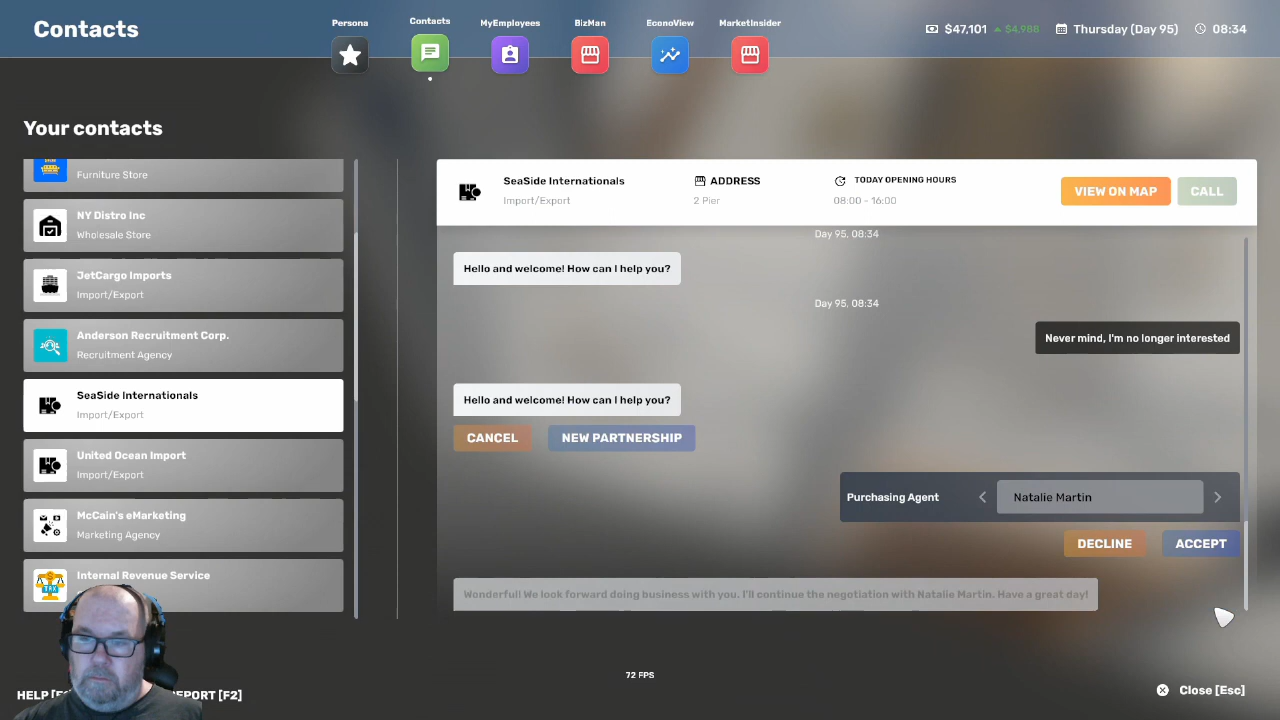 Contacts
Persona
Contacts
MyEmployees
BizMan
EconoView
MarketInsider
$47,101
$4,988
Thursday (Day 95)
08:34
Your contacts
Furniture Store
NY Distro Inc
Wholesale Store
JetCargo Imports
Import/Export
Anderson Recruitment Corp.
Recruitment Agency
SeaSide Internationals
Import/Export
United Ocean Import
Import/Export
McCain's eMarketing
Marketing Agency
Internal Revenue Service
TAX
SeaSide Internationals
Import/Export
ADDRESS
2 Pier
TODAY OPENING HOURS
08:00 - 16:00
VIEW ON MAP
CALL
Day 95, 08:34
Hello and welcome! How can I help you?
Day 95, 08:34
Never mind, I'm no longer interested
Hello and welcome! How can I help you?
CANCEL
NEW PARTNERSHIP
Purchasing Agent
Natalie Martin
DECLINE
ACCEPT
Wonderful! We look forward doing business with you. I'll continue the negotiation with Natalie Martin. Have a great day!
72 FPS
HELP
EPORT [F2]
Close [Esc]